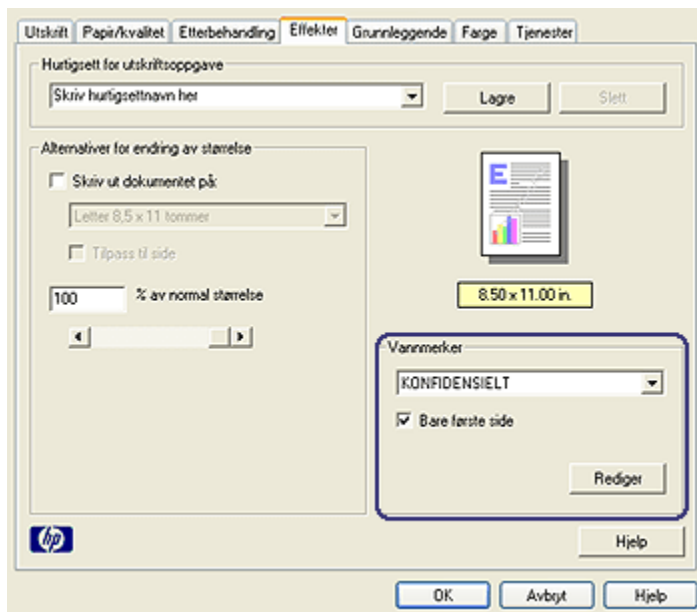 Utskrift Papir/kvalitet Etterbehandling Effekter Grunnleggende Farge Tjenester
Hurtigsett for utskriftsoppgave
Skriv hurtigsettnavn her
Lagre
Slett
Alternativer for endring av størrelse
Skriv ut dokumentet på:
Letter 8,5 x 11 tommer
Tilpass til side
100 % av normal størrelse
E
8.50 x 11.00 in.
Vannmerker
KONFIDENSIELT
Bare første side
Rediger
hp
Hjelp
OK Avbryt Hjelp